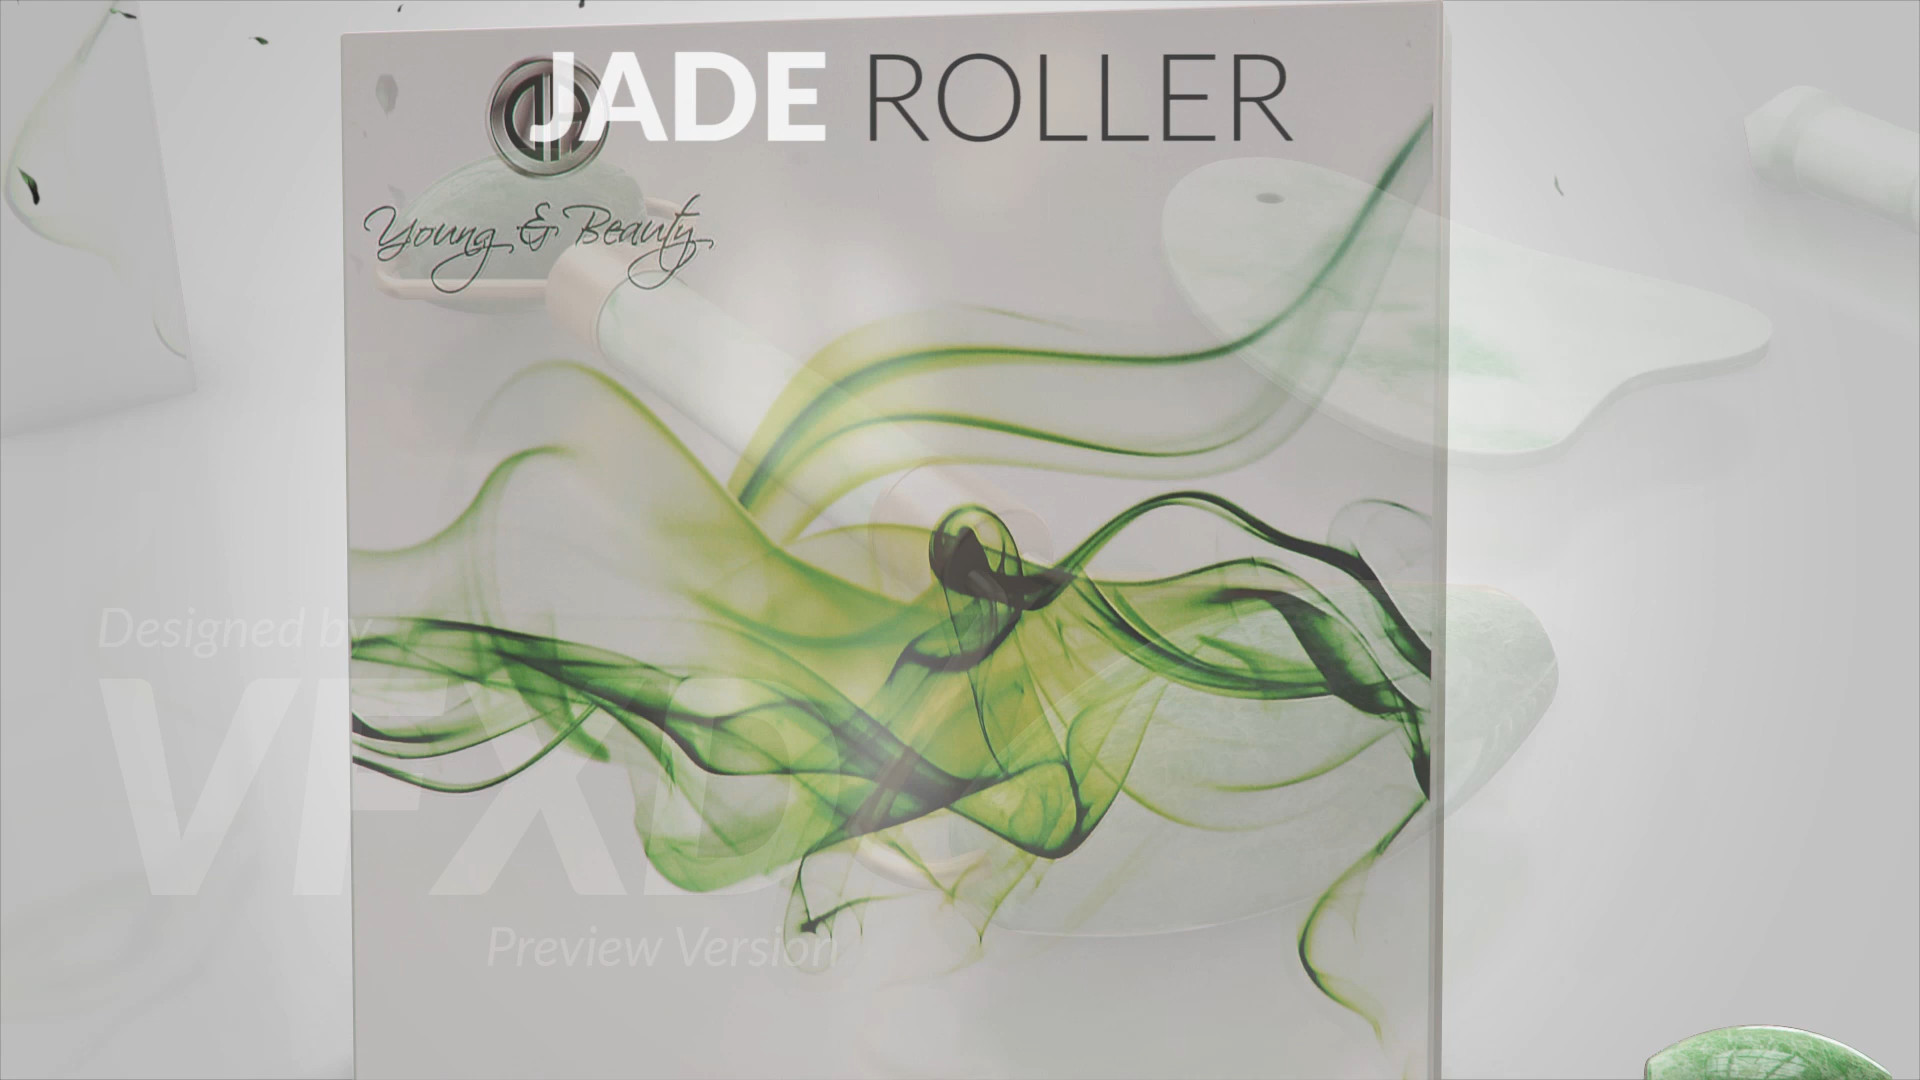 JADE ROLLER
Young & Beauty
Designed by
VFXD
Preview Version